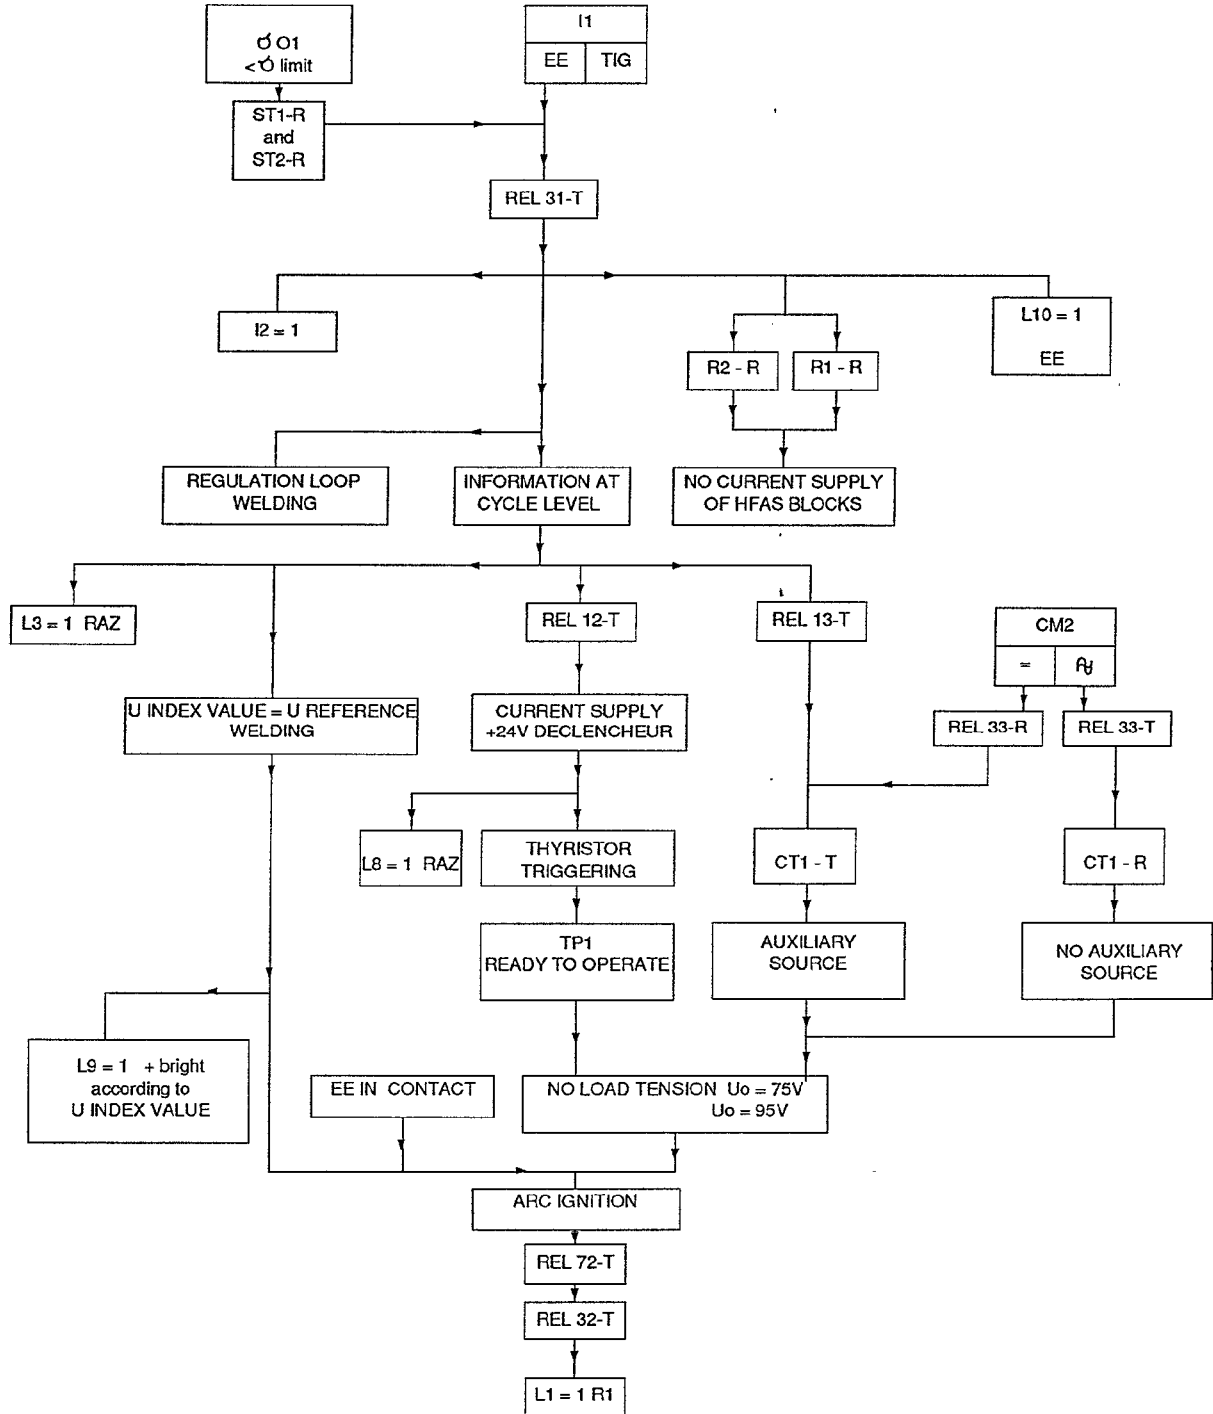 I1
EE TIG
O1
< limit
ST1-R
and
ST2-R
REL 31-T
I2 = 1
L10 = 1
EE
R2 - R
R1 - R
REGULATION LOOP
WELDING
INFORMATION AT
CYCLE LEVEL
NO CURRENT SUPPLY
OF HFAS BLOCKS
L3 = 1 RAZ
REL 12-T
REL 13-T
CM2
=
U INDEX VALUE = U REFERENCE
WELDING
CURRENT SUPPLY
+24V DECLENCHEUR
REL 33-R
REL 33-T
L8 = 1 RAZ
THYRISTOR
TRIGGERING
CT1 - T
CT1 - R
TP1
READY TO OPERATE
AUXILIARY
SOURCE
NO AUXILIARY
SOURCE
L9 = 1 + bright
according to
U INDEX VALUE
EE IN CONTACT
NO LOAD TENSION Uo = 75V
Uo = 95V
ARC IGNITION
REL 72-T
REL 32-T
L1 = 1 R1